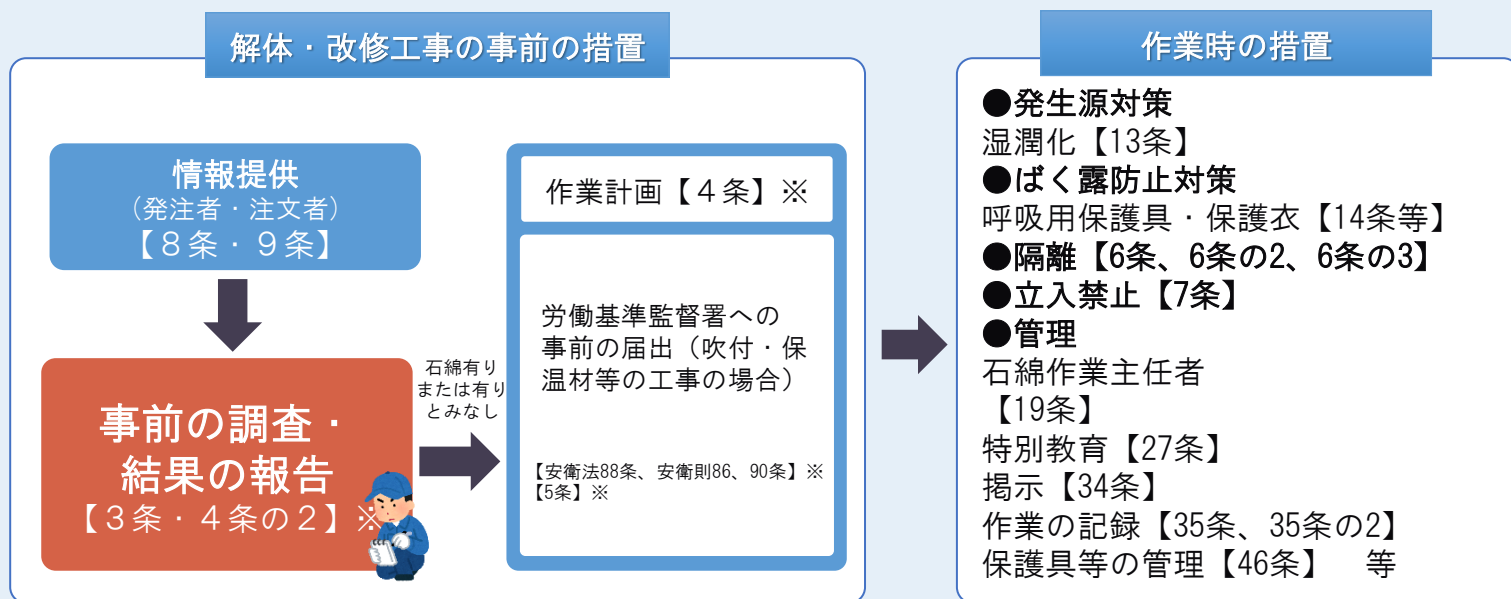 解体・改修工事の事前の措置
情報提供
（発注者・注文者）
【８条・９条】
事前の調査・
結果の報告
【３条・４条の２】※
石綿有り
または有り
とみなし
作業計画【４条】※
労働基準監督署への
事前の届出（吹付・保
温材等の工事の場合）
【安衛法88条、安衛則86、90条】※
【5条】※
作業時の措置
●発生源対策
湿潤化【13条】
●ばく露防止対策
呼吸用保護具・保護衣【14条等】
●隔離【6条、6条の2、6条の3】
●立入禁止【7条】
●管理
石綿作業主任者
【19条】
特別教育【27条】
掲示【34条】
作業の記録【35条、35条の2】
保護具等の管理【46条】　等